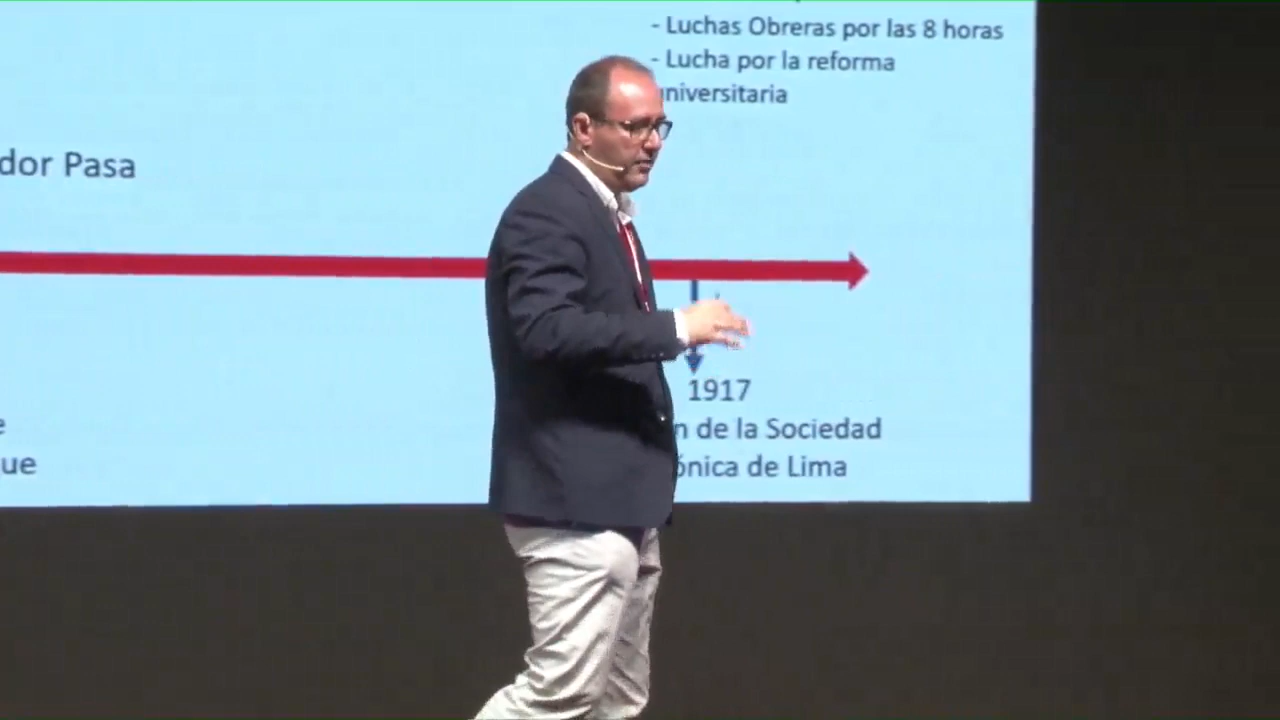 - Luchas Obreras por las 8 horas
- Lucha por la reforma
universitaria
dor Pasa
1917
n de la Sociedad
ónica de Lima
ue